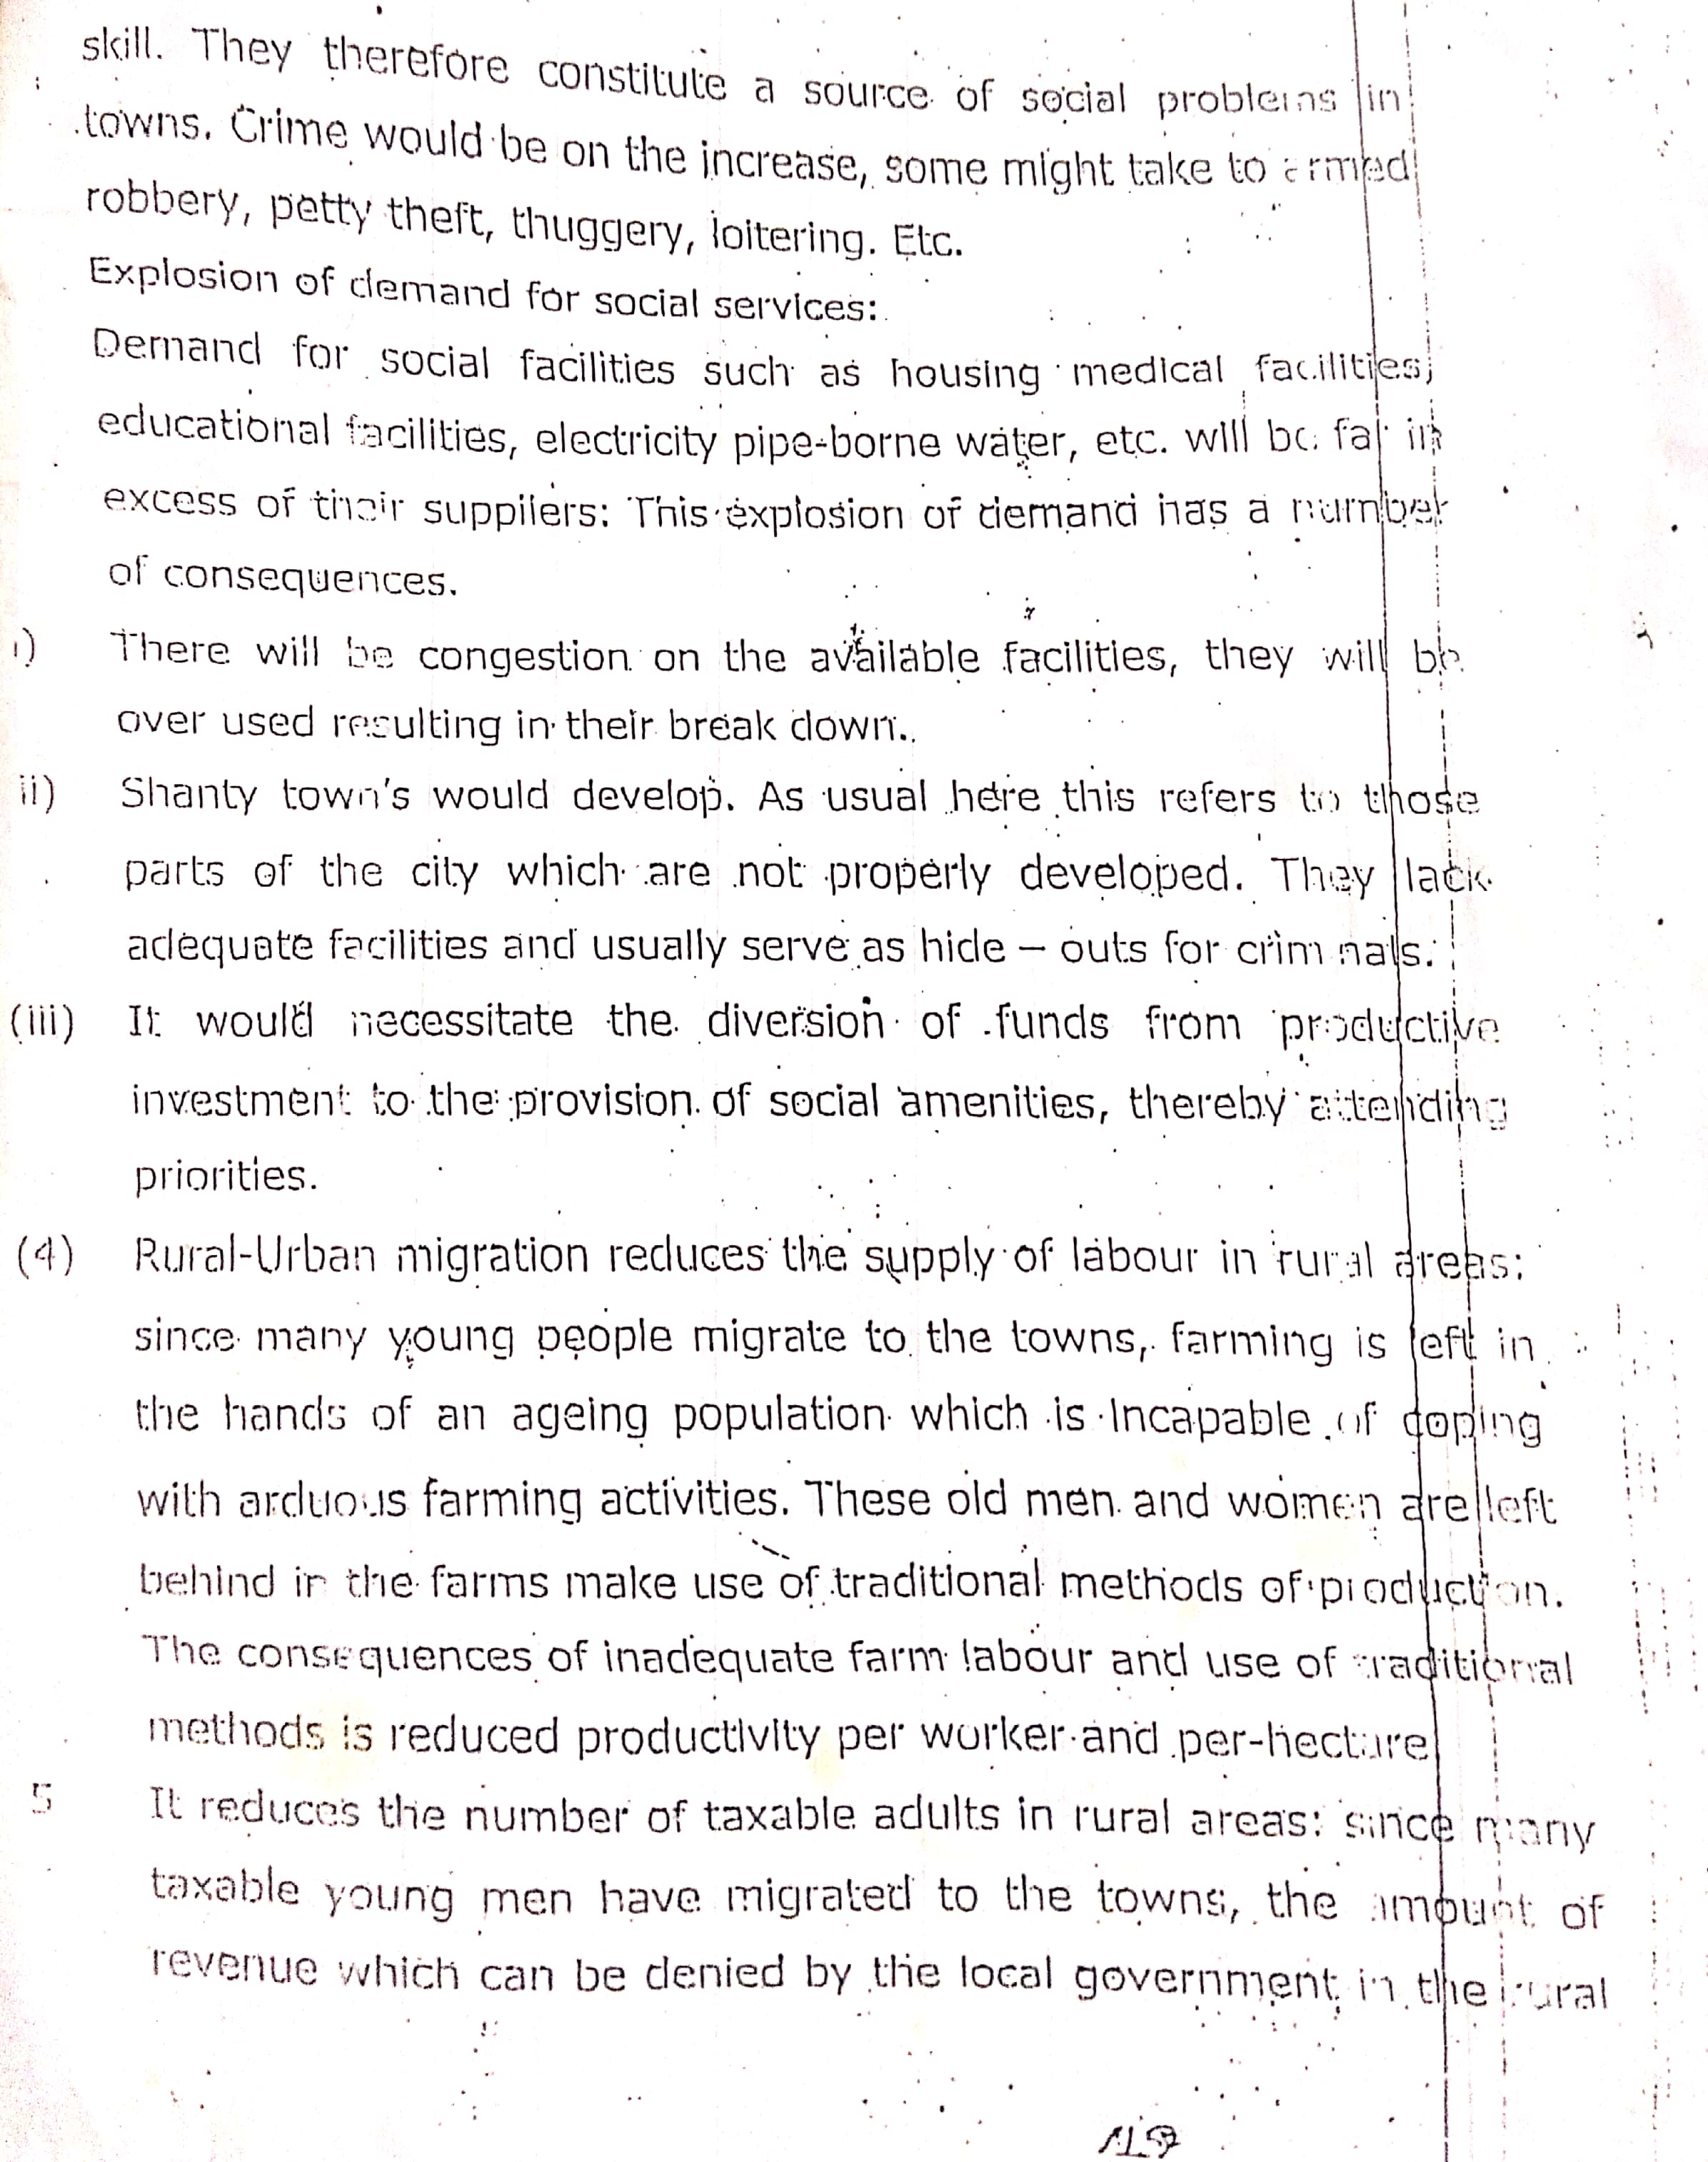 skill. They therefore constitute a source of social problems in
towns. Crime would be on the increase, some might take to armed
robbery, petty theft, thuggery, loitering. Etc.
Explosion of demand for social services:
Demand for social facilities such as housing medical facilities,
educational facilities, electricity pipe-borne water, etc. will be far in
excess of their suppliers: This explosion of demand has a number
of consequences.
i) There will be congestion on the available facilities, they will be
over used resulting in their break down.
ii) Shanty town's would develop. As usual here this refers to those
parts of the city which are not properly developed. They lack
adequate facilities and usually serve as hide – outs for criminals.
(iii) It would necessitate the diversion of funds from productive
investment to the provision of social amenities, thereby attending
priorities.
(4) Rural-Urban migration reduces the supply of labour in rural areas:
since many young people migrate to the towns, farming is left in
the hands of an ageing population which is incapable of coping
with arduous farming activities. These old men and women are left
behind in the farms make use of traditional methods of production.
The consequences of inadequate farm labour and use of traditional
methods is reduced productivity per worker and per-hecture
5 It reduces the number of taxable adults in rural areas: since many
taxable young men have migrated to the towns, the amount of
revenue which can be denied by the local government in the rural